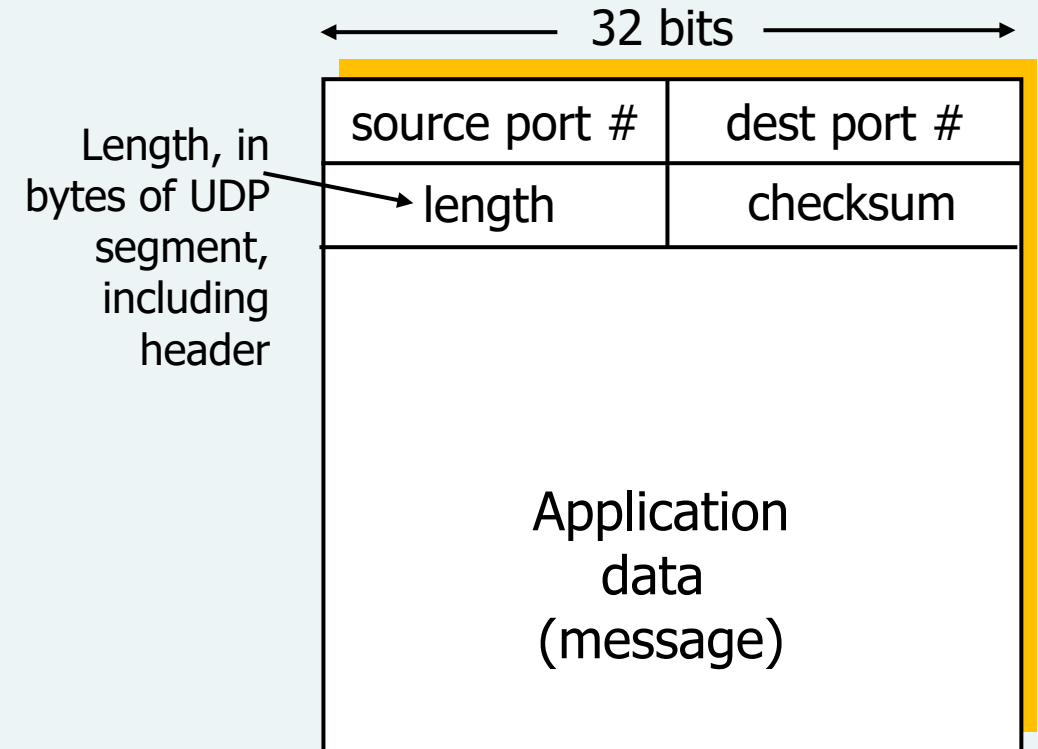 32 bits
source port #
dest port #
Length, in
bytes of UDP
segment,
including
header
length
checksum
Application
data
(message)